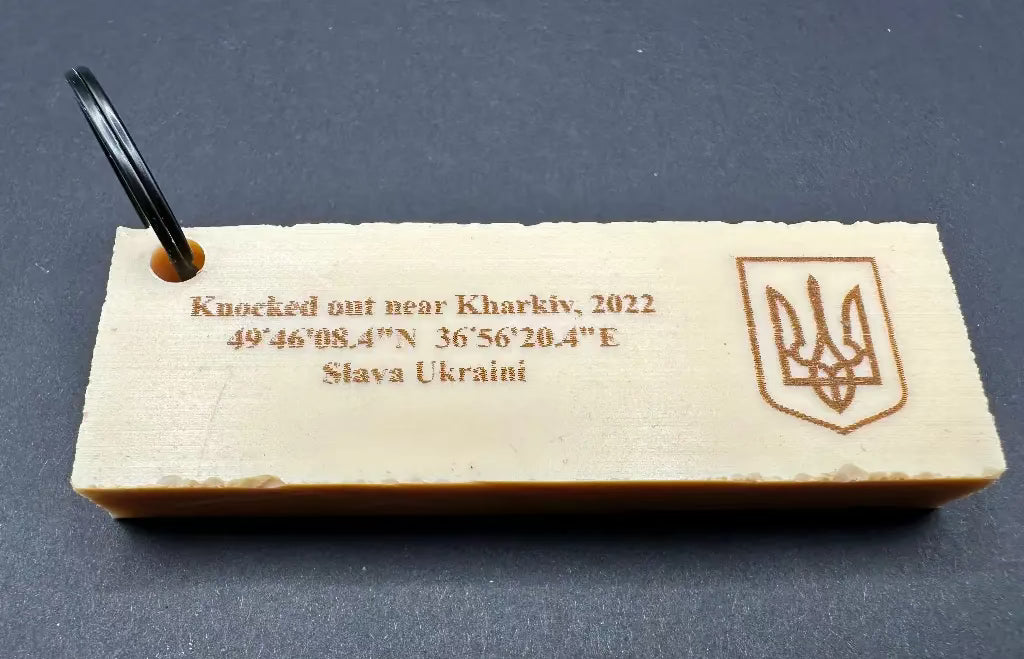 Knocked out near Kharkiv, 2022
49°46'08.4"N 36°56'20.4"E
Slava Ukraini